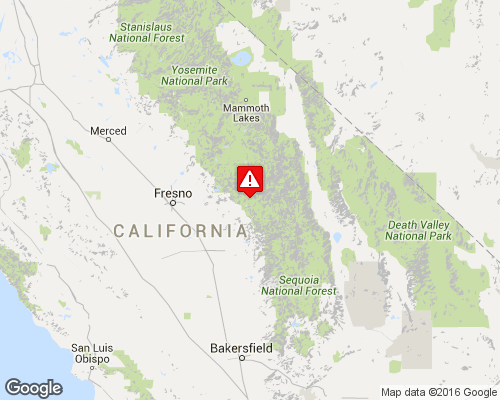 Stanislaus
National Forest
Yosemite
National Park
Mammoth
Lakes
Merced
Fresno
CALIFORNIA
Death Valley
National Park
Sequoia
National Forest
San Luis
Obispo
Bakersfield
Google
Map data ©2016 Google